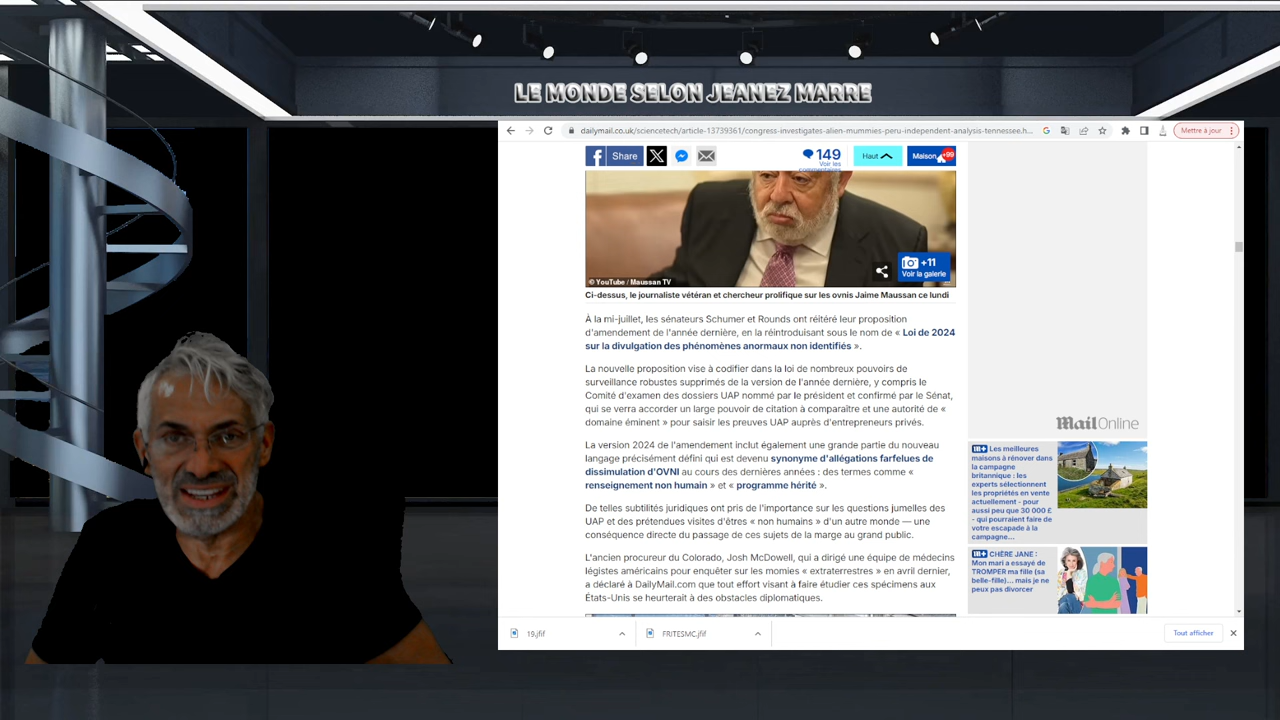 LE MONDE SELON JEANEZ MARRE
dailymail.co.uk/sciencetech/article-13739361/congress-investigates-alien-mummies-peru-independent-analysis-tennessee.h...
Mettre à jour
Share
149
Voir les
commentaires
Haut
Maison
+99
+11
Voir la galerie
© YouTube / Maussan TV
Ci-dessus, le journaliste vétéran et chercheur prolifique sur les ovnis Jaime Maussan ce lundi
À la mi-juillet, les sénateurs Schumer et Rounds ont réitéré leur proposition
d'amendement de l'année dernière, en la réintroduisant sous le nom de « Loi de 2024
sur la divulgation des phénomènes anormaux non identifiés ».
La nouvelle proposition vise à codifier dans la loi de nombreux pouvoirs de
surveillance robustes supprimés de la version de l'année dernière, y compris le
Comité d'examen des dossiers UAP nommé par le président et confirmé par le Sénat,
qui se verra accorder un large pouvoir de citation à comparaître et une autorité de «
domaine éminent » pour saisir les preuves UAP auprès d'entrepreneurs privés.
La version 2024 de l'amendement inclut également une grande partie du nouveau
langage précisément défini qui est devenu synonyme d'allégations farfelues de
dissimulation d'OVNI au cours des dernières années : des termes comme «
renseignement non humain » et « programme hérité ».
De telles subtilités juridiques ont pris de l'importance sur les questions jumelles des
UAP et des prétendues visites d'êtres « non humains » d'un autre monde — une
conséquence directe du passage de ces sujets de la marge au grand public.
L'ancien procureur du Colorado, Josh McDowell, qui a dirigé une équipe de médecins
légistes américains pour enquêter sur les momies « extraterrestres » en avril dernier,
a déclaré à DailyMail.com que tout effort visant à faire étudier ces spécimens aux
États-Unis se heurterait à des obstacles diplomatiques.
Mail Online
M+ Les meilleures
maisons à rénover dans
la campagne
britannique : les
experts sélectionnent
les propriétés en vente
actuellement - pour
aussi peu que 30 000 £
- qui pourraient faire de
votre escapade à la
campagne...
M+ CHÈRE JANE :
Mon mari a essayé de
TROMPER ma fille (sa
belle-fille)... mais je ne
peux pas divorcer
19.jfif
FRITESMC.jfif
Tout afficher